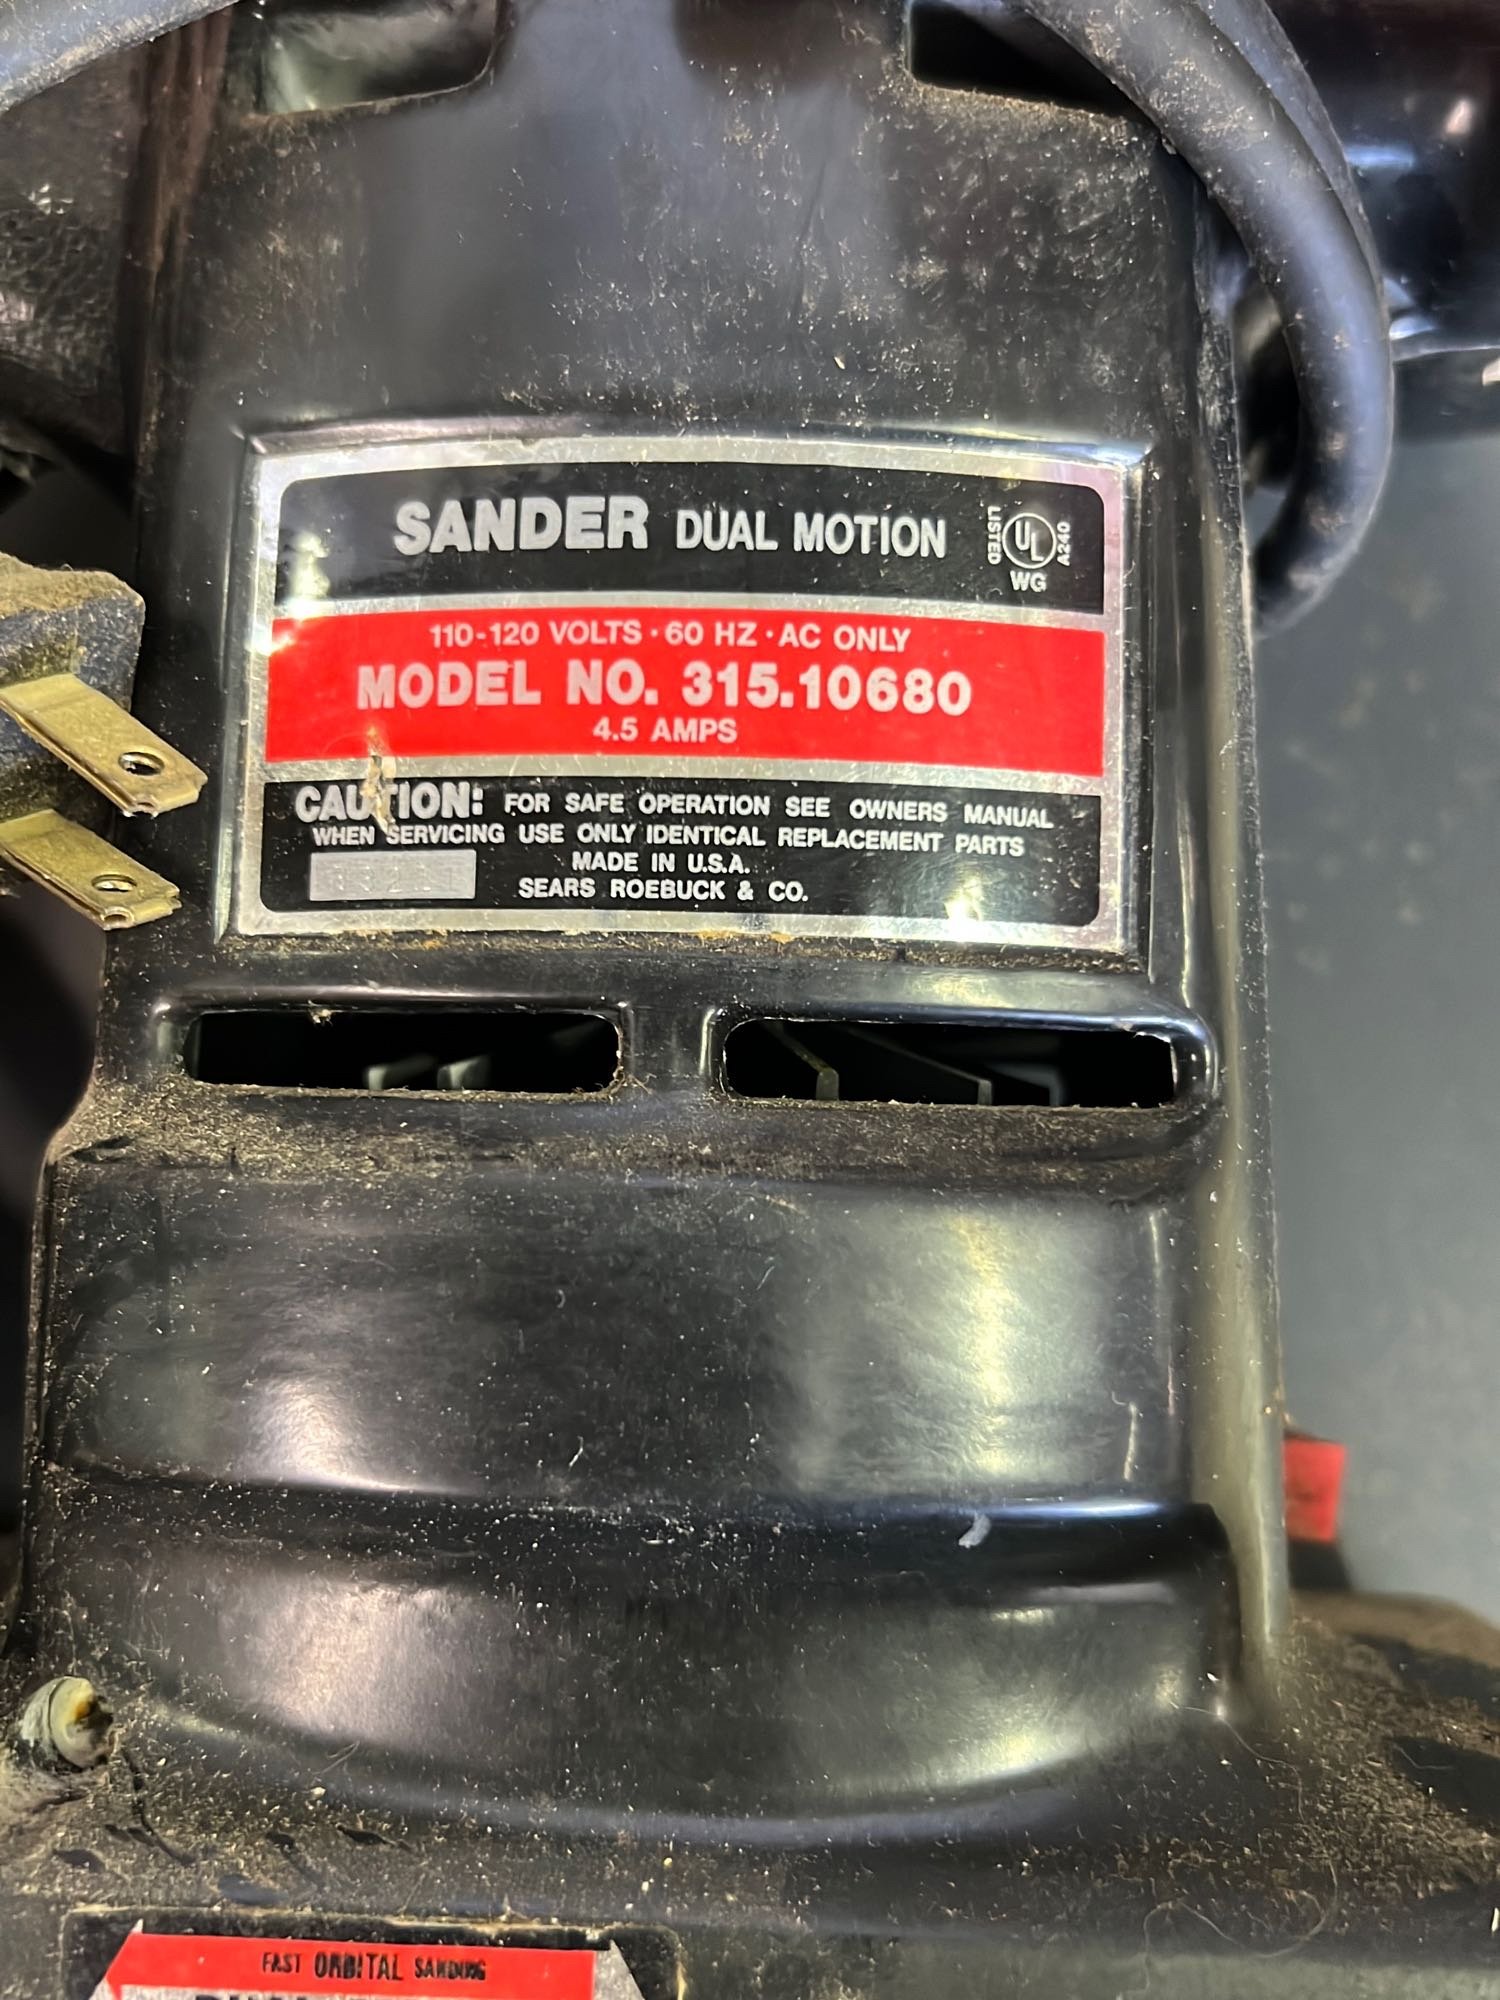 SANDER DUAL MOTION
LISTED UL A240
WG
110-120 VOLTS · 60 HZ · AC ONLY
MODEL NO. 315.10680
4.5 AMPS
CAUTION: FOR SAFE OPERATION SEE OWNERS MANUAL
WHEN SERVICING USE ONLY IDENTICAL REPLACEMENT PARTS
MADE IN U.S.A.
SEARS ROEBUCK & CO.
FAST ORBITAL SANDING